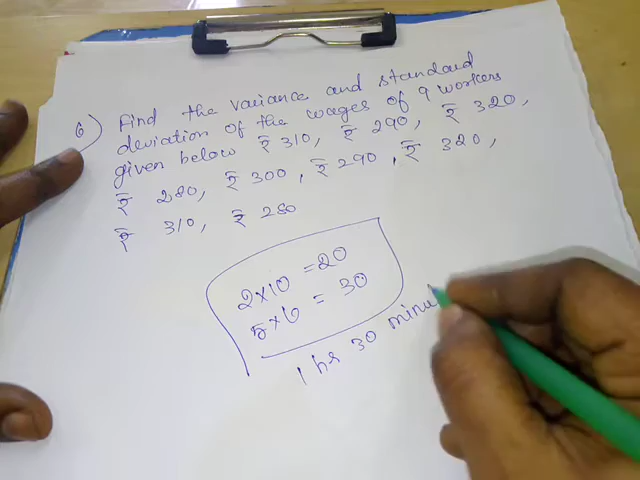 6) Find the variance and standard
deviation of the wages of 9 workers
given below ₹ 310, ₹ 290, ₹ 320,
₹ 280, ₹ 300, ₹ 290, ₹ 320,
₹ 310, ₹ 280
2×10 = 20
5×6 = 30
1 hr 30 minu